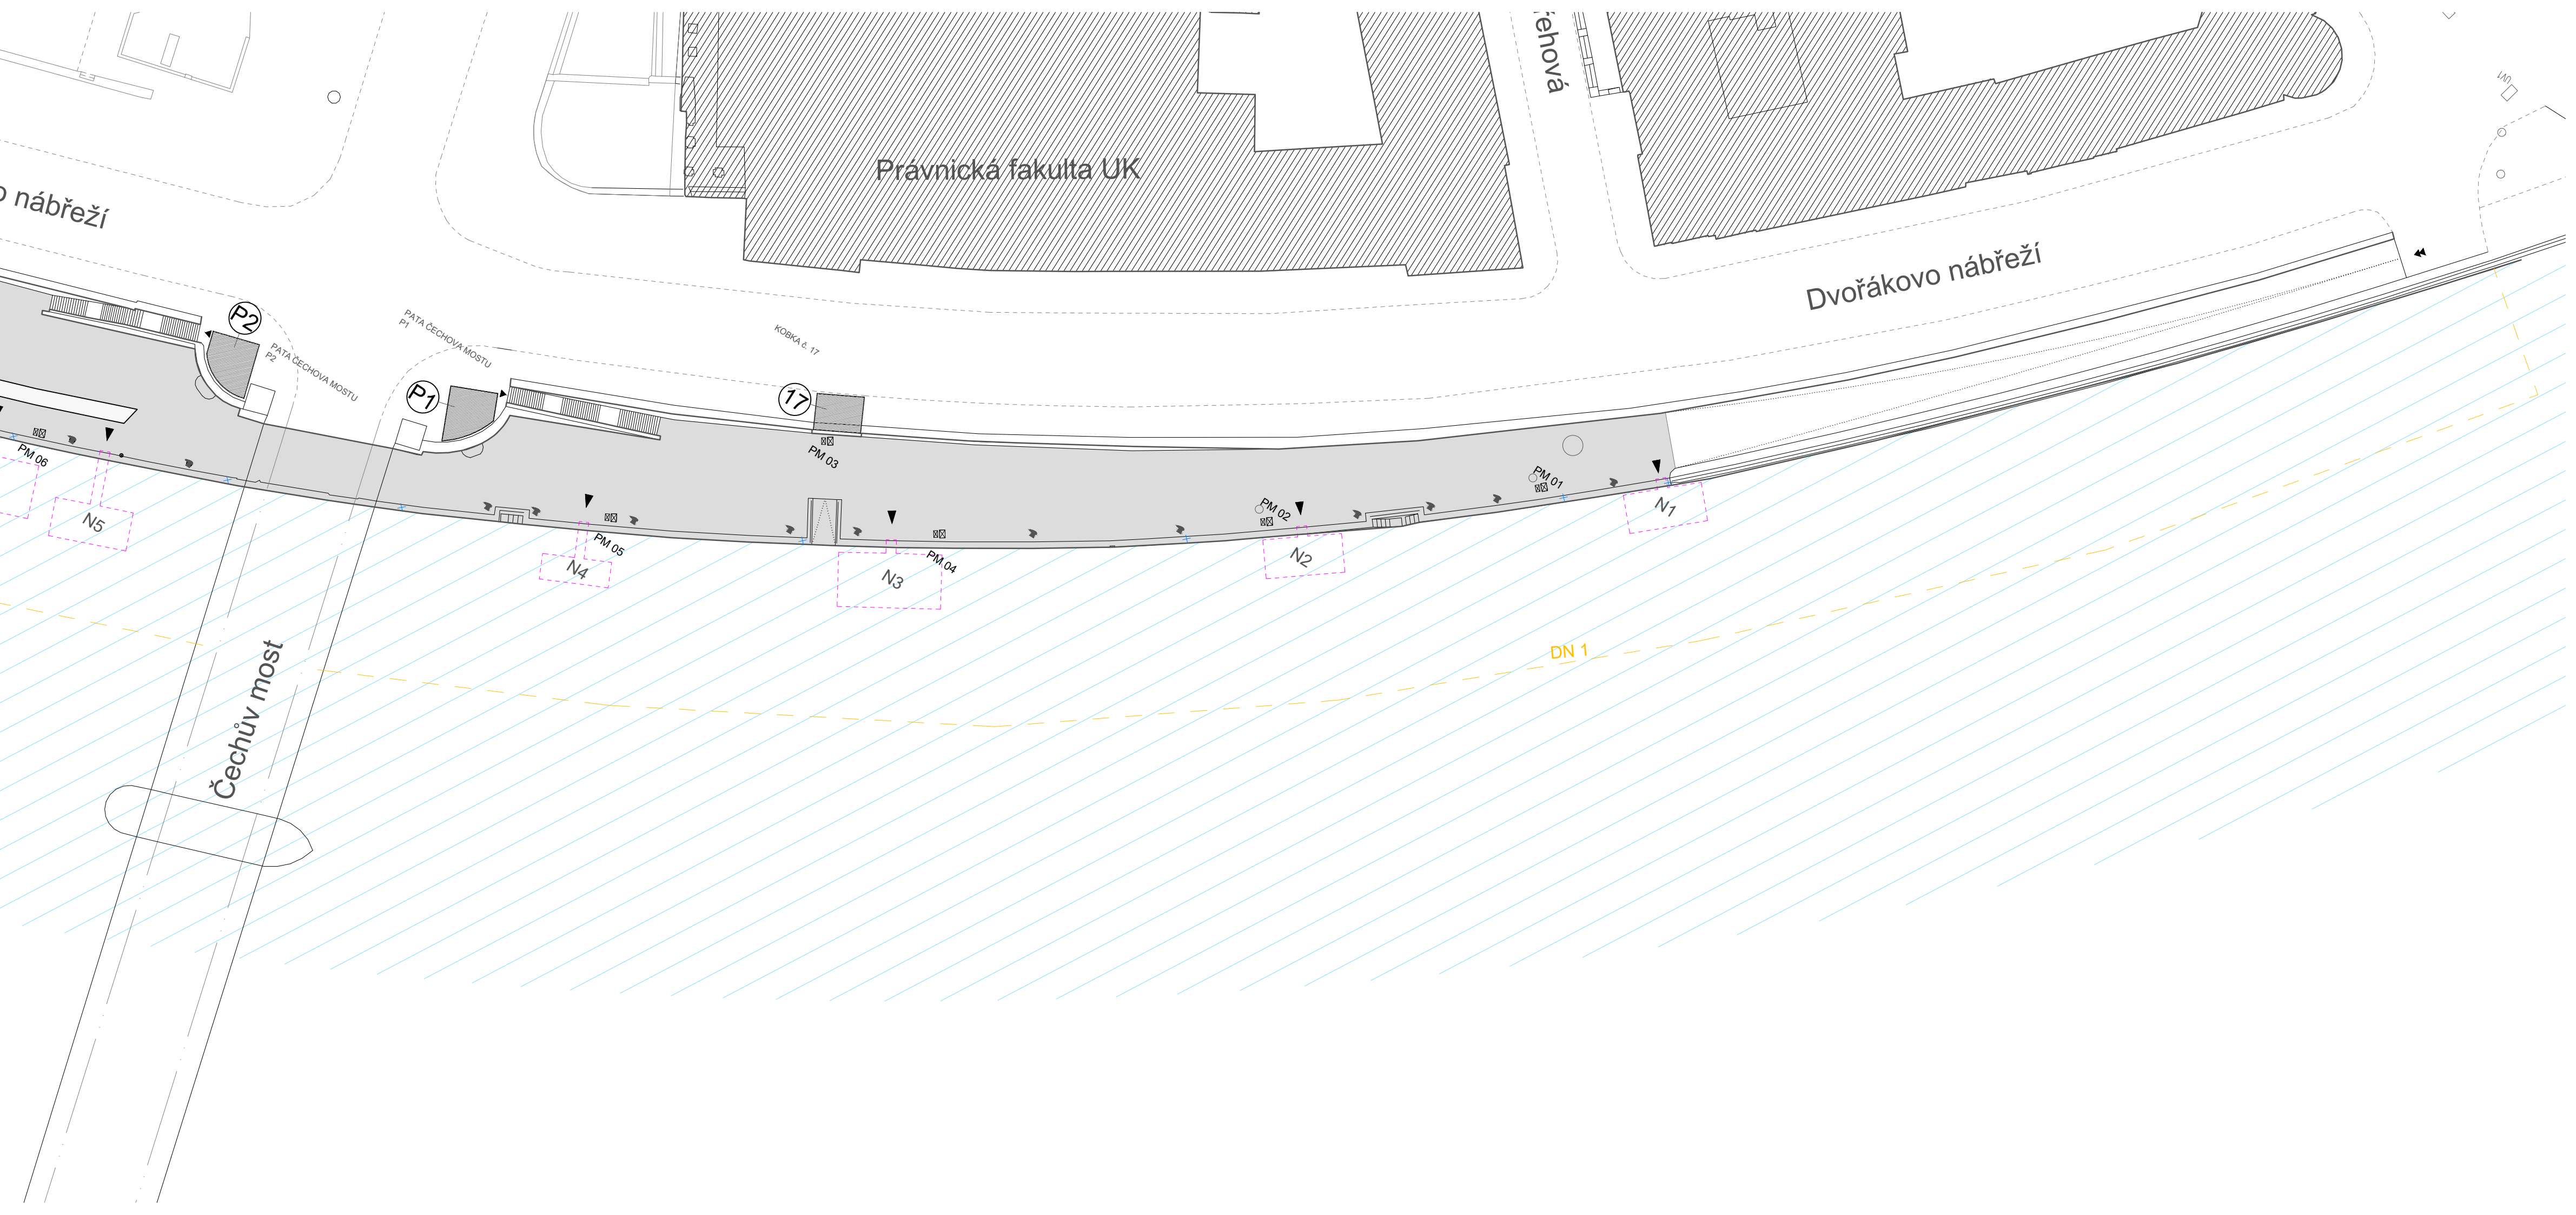 řehová
UV1
Právnická fakulta UK
o nábřeží
Dvořákovo nábřeží
P2
PATA ČECHOVA MOSTU
P1
KOBKA č. 17
PATA ČECHOVA MOSTU
P2
P1
17
PM 06
PM 03
PM 01
PM 02
N1
N5
PM 05
N4
PM 04
N3
N2
DN 1
Čechův most